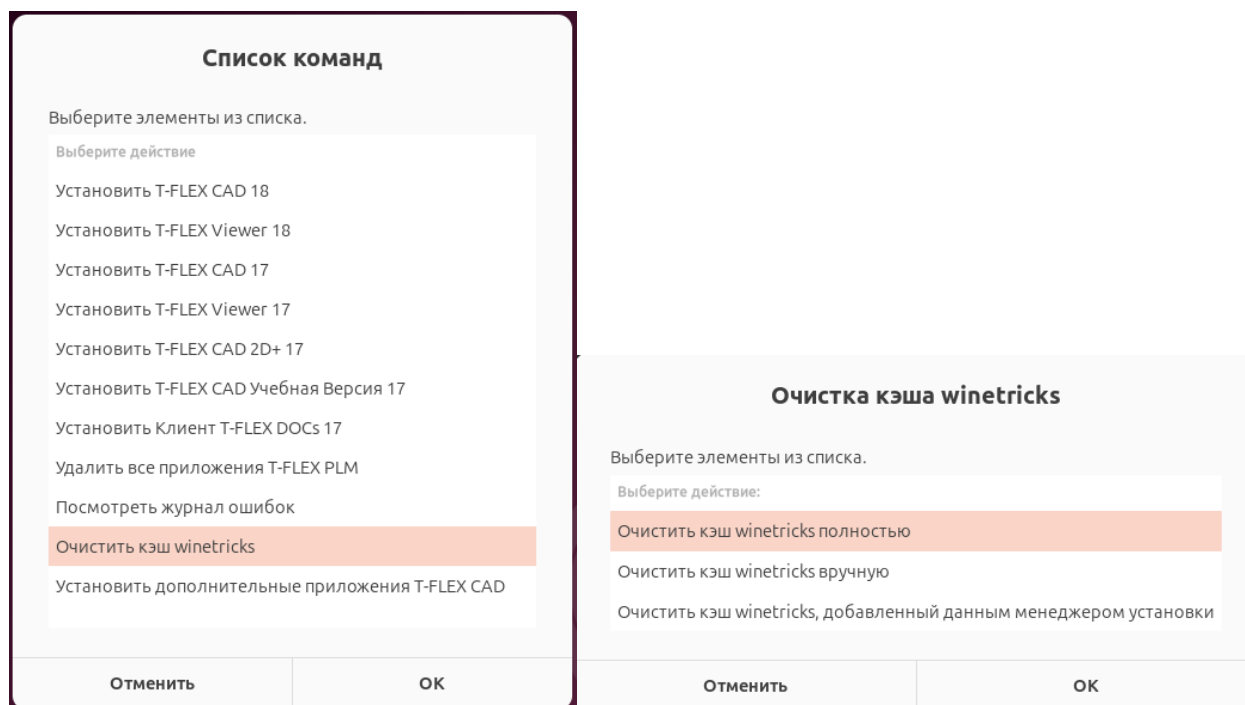 Список команд
Выберите элементы из списка.
Выберите действие
Установить T-FLEX CAD 18
Установить T-FLEX Viewer 18
Установить T-FLEX CAD 17
Установить T-FLEX Viewer 17
Установить T-FLEX CAD 2D+ 17
Установить T-FLEX CAD Учебная Версия 17
Установить Клиент T-FLEX DOCs 17
Удалить все приложения T-FLEX PLM
Посмотреть журнал ошибок
Очистить кэш winetricks
Установить дополнительные приложения T-FLEX CAD
Отменить
ОК
Очистка кэша winetricks
Выберите элементы из списка.
Выберите действие:
Очистить кэш winetricks полностью
Очистить кэш winetricks вручную
Очистить кэш winetricks, добавленный данным менеджером установки
Отменить
ОК